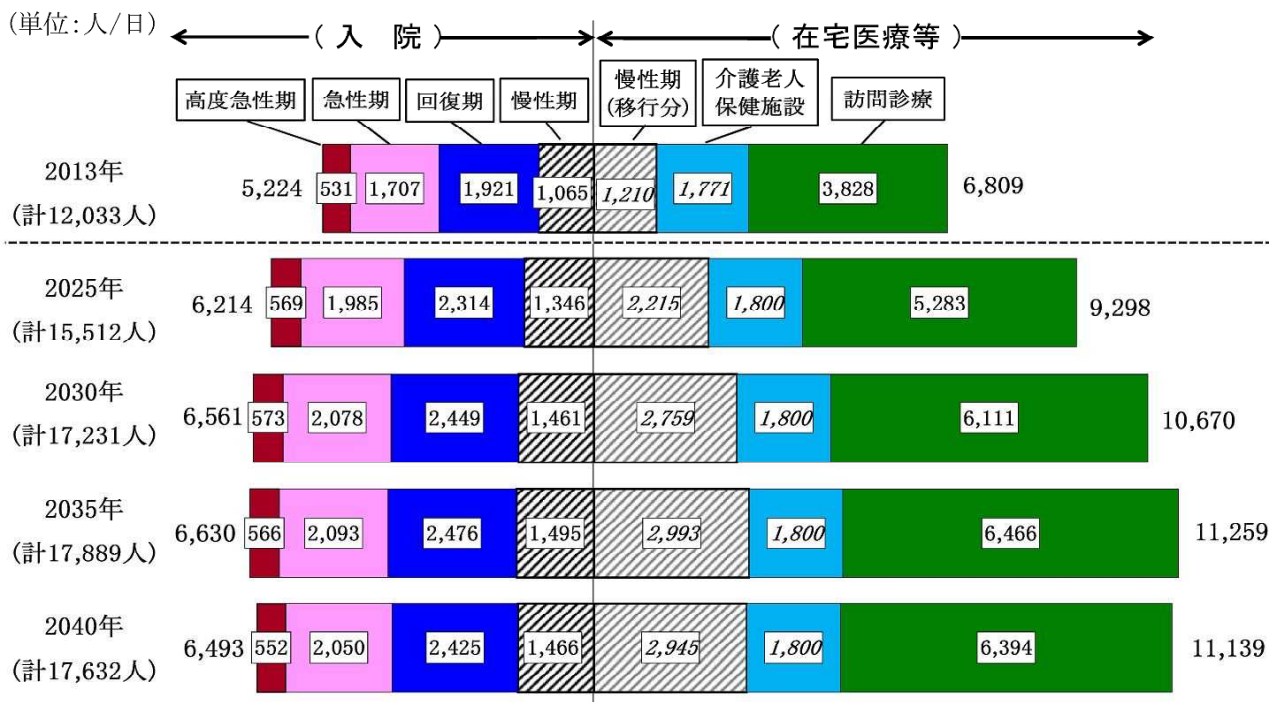 (単位:人/日)
(入 院)
(在宅医療等)
高度急性期
急性期
回復期
慢性期
慢性期
(移行分)
介護老人
保健施設
訪問診療
2013年
(計12,033人)
5,224 531 1,707 1,921 1,065 1,210 1,771 3,828 6,809
2025年
(計15,512人)
6,214 569 1,985 2,314 1,346 2,215 1,800 5,283 9,298
2030年
(計17,231人)
6,561 573 2,078 2,449 1,461 2,759 1,800 6,111 10,670
2035年
(計17,889人)
6,630 566 2,093 2,476 1,495 2,993 1,800 6,466 11,259
2040年
(計17,632人)
6,493 552 2,050 2,425 1,466 2,945 1,800 6,394 11,139